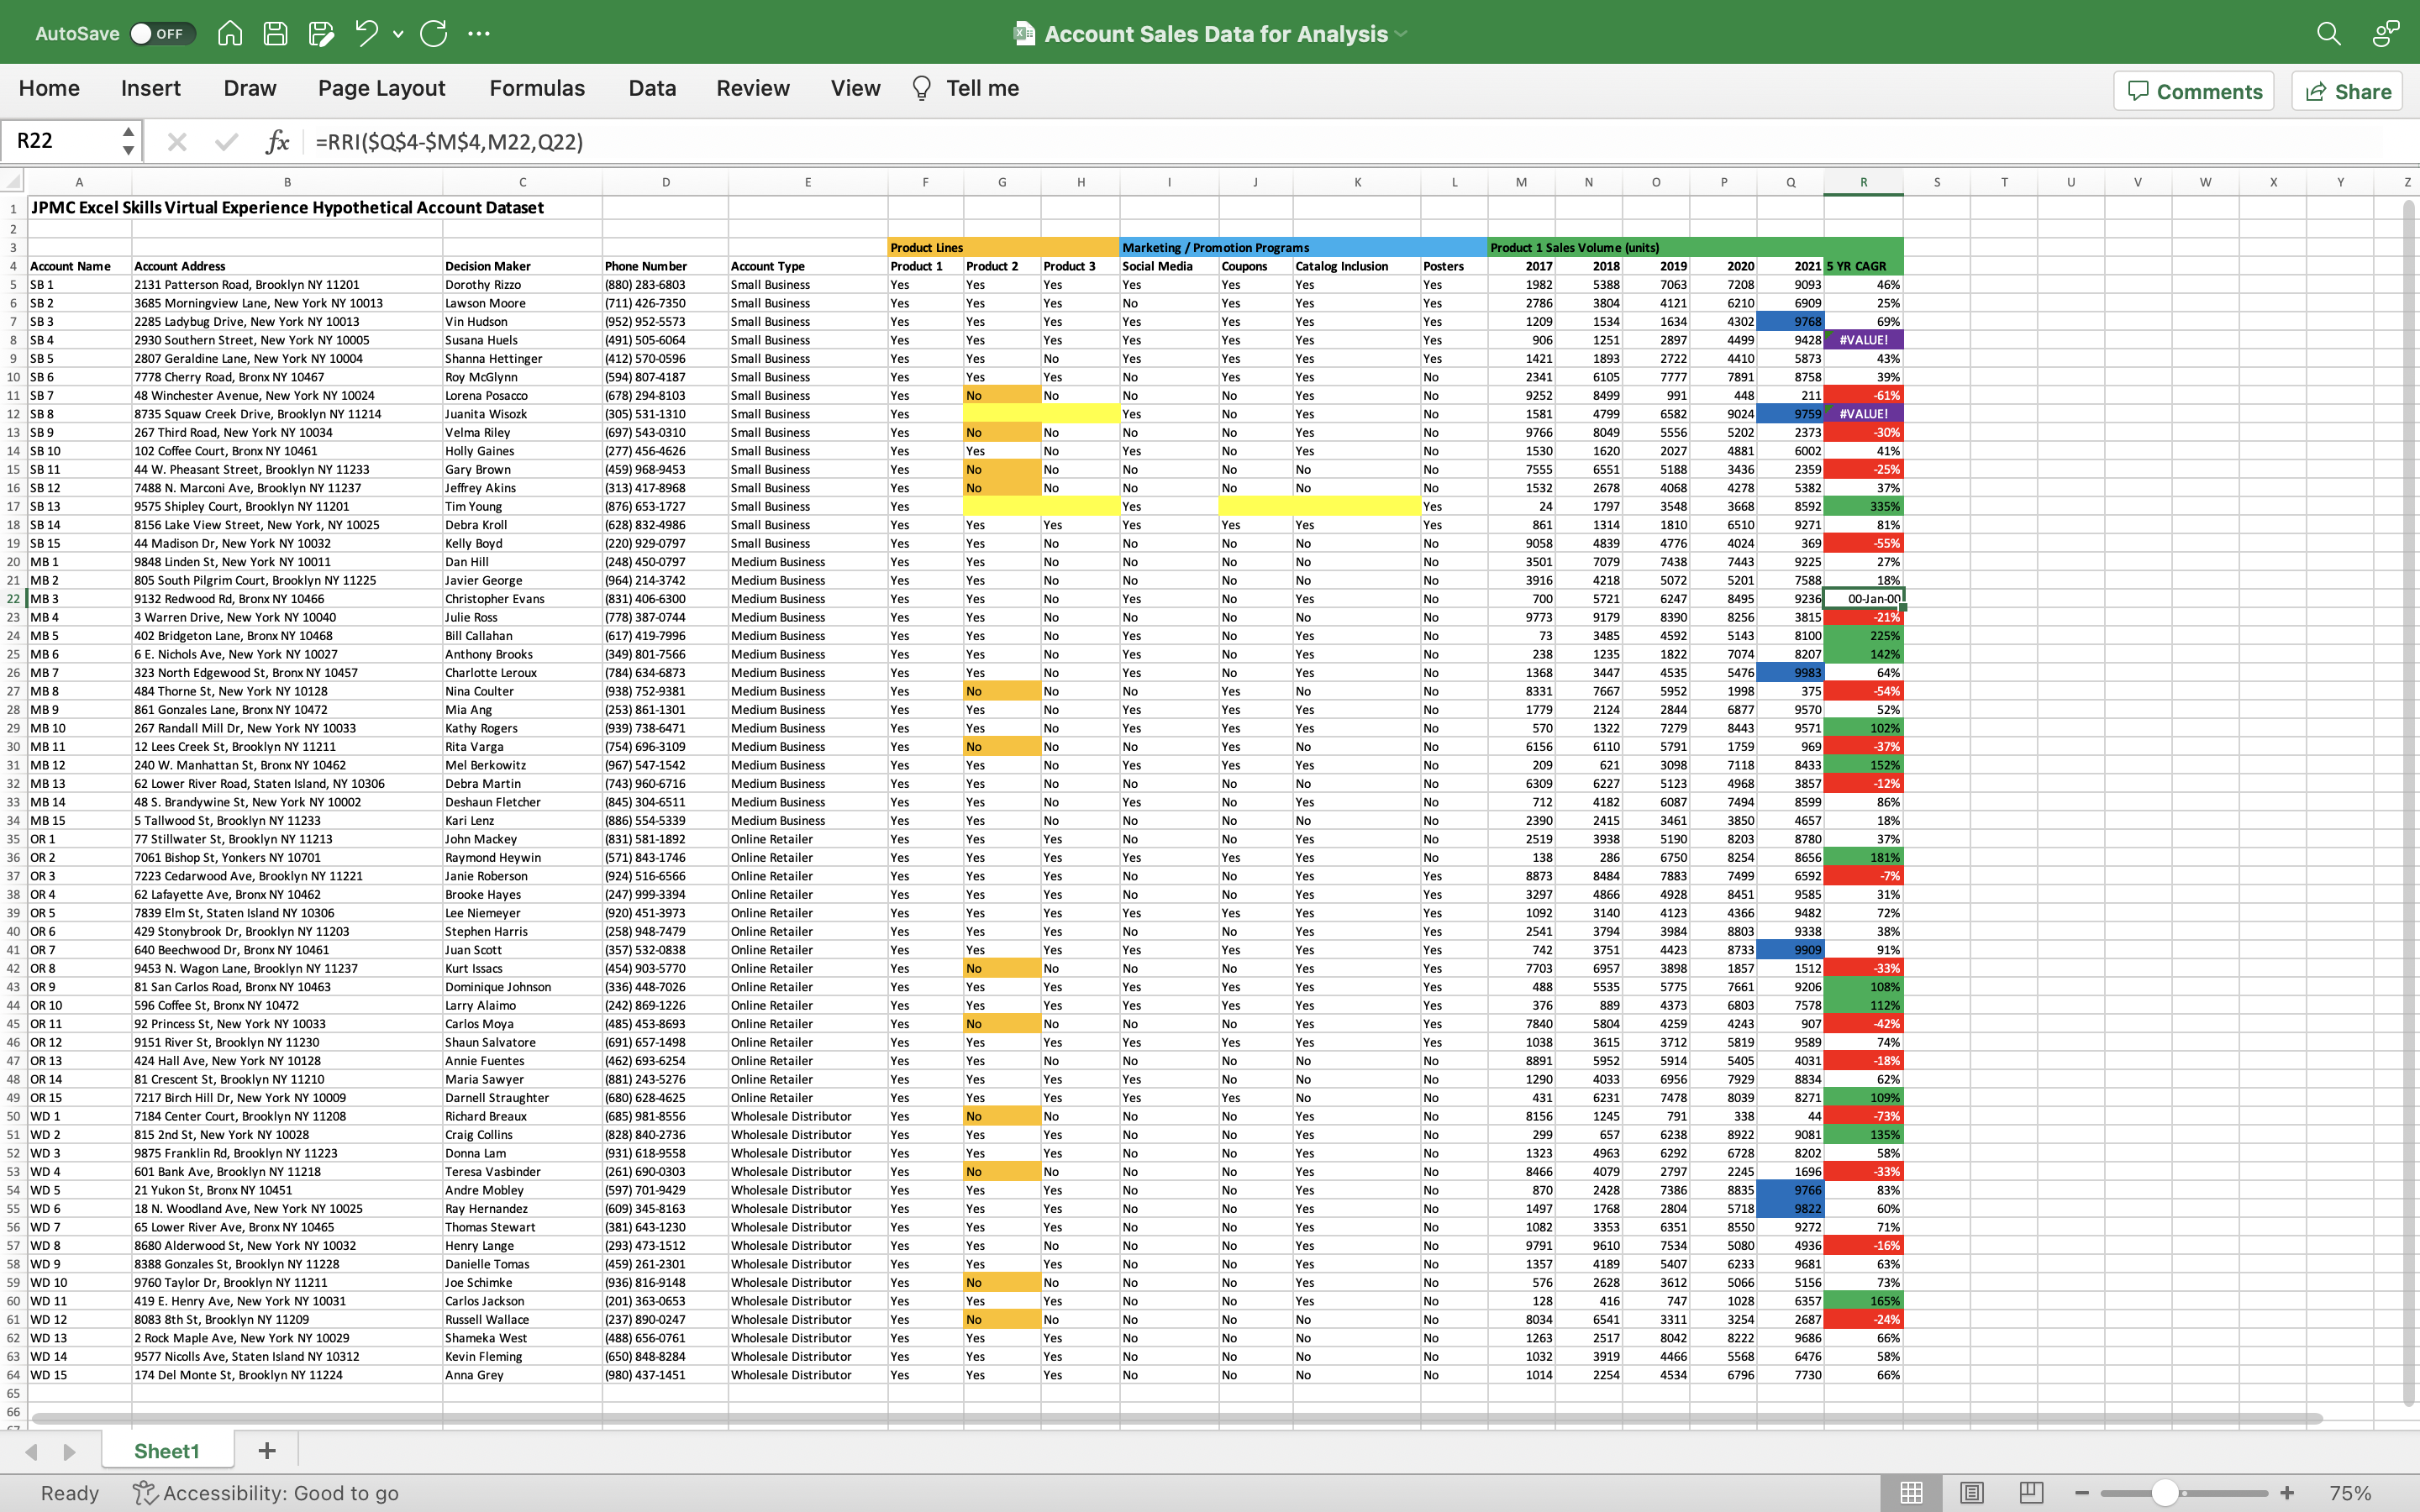 AutoSave OFF Account Sales Data for Analysis
Home Insert Draw Page Layout Formulas Data Review View Tell me Comments Share
R22 fx =RRI($Q$4-$M$4,M22,Q22)
A B C D E F G H I J K L M N O P Q R S T U V W X Y Z
1 JPMC Excel Skills Virtual Experience Hypothetical Account Dataset
2
3 Product Lines Marketing / Promotion Programs Product 1 Sales Volume (units)
4 Account Name Account Address Decision Maker Phone Number Account Type Product 1 Product 2 Product 3 Social Media Coupons Catalog Inclusion Posters 2017 2018 2019 2020 2021 5 YR CAGR
5 SB 1 2131 Patterson Road, Brooklyn NY 11201 Dorothy Rizzo (880) 283-6803 Small Business Yes Yes Yes Yes Yes Yes Yes 1982 5388 7063 7208 9093 46%
6 SB 2 3685 Morningview Lane, New York NY 10013 Lawson Moore (711) 426-7350 Small Business Yes Yes Yes No Yes Yes Yes 2786 3804 4121 6210 6909 25%
7 SB 3 2285 Ladybug Drive, New York NY 10013 Vin Hudson (952) 952-5573 Small Business Yes Yes Yes Yes Yes Yes Yes 1209 1534 1634 4302 9768 69%
8 SB 4 2930 Southern Street, New York NY 10005 Susana Huels (491) 505-6064 Small Business Yes Yes Yes Yes Yes Yes Yes 906 1251 2897 4499 9428 #VALUE!
9 SB 5 2807 Geraldine Lane, New York NY 10004 Shanna Hettinger (412) 570-0596 Small Business Yes Yes No Yes Yes Yes Yes 1421 1893 2722 4410 5873 43%
10 SB 6 7778 Cherry Road, Bronx NY 10467 Roy McGlynn (594) 807-4187 Small Business Yes Yes Yes No Yes Yes No 2341 6105 7777 7891 8758 39%
11 SB 7 48 Winchester Avenue, New York NY 10024 Lorena Posacco (678) 294-8103 Small Business Yes No No No No Yes No 9252 8499 991 448 211 -61%
12 SB 8 8735 Squaw Creek Drive, Brooklyn NY 11214 Juanita Wisozk (305) 531-1310 Small Business Yes Yes No Yes No 1581 4799 6582 9024 9759 #VALUE!
13 SB 9 267 Third Road, New York NY 10034 Velma Riley (697) 543-0310 Small Business Yes No No No No Yes No 9766 8049 5556 5202 2373 -30%
14 SB 10 102 Coffee Court, Bronx NY 10461 Holly Gaines (277) 456-4626 Small Business Yes Yes No Yes No Yes No 1530 1620 2027 4881 6002 41%
15 SB 11 44 W. Pheasant Street, Brooklyn NY 11233 Gary Brown (459) 968-9453 Small Business Yes No No No No No No 7555 6551 5188 3436 2359 -25%
16 SB 12 7488 N. Marconi Ave, Brooklyn NY 11237 Jeffrey Akins (313) 417-8968 Small Business Yes No No No No No No 1532 2678 4068 4278 5382 37%
17 SB 13 9575 Shipley Court, Brooklyn NY 11201 Tim Young (876) 653-1727 Small Business Yes Yes Yes 24 1797 3548 3668 8592 335%
18 SB 14 8156 Lake View Street, New York, NY 10025 Debra Kroll (628) 832-4986 Small Business Yes Yes Yes Yes Yes Yes Yes 861 1314 1810 6510 9271 81%
19 SB 15 44 Madison Dr, New York NY 10032 Kelly Boyd (220) 929-0797 Small Business Yes Yes No No No No No 9058 4839 4776 4024 369 -55%
20 MB 1 9848 Linden St, New York NY 10011 Dan Hill (248) 450-0797 Medium Business Yes Yes No No No No No 3501 7079 7438 7443 9225 27%
21 MB 2 805 South Pilgrim Court, Brooklyn NY 11225 Javier George (964) 214-3742 Medium Business Yes Yes No No No No No 3916 4218 5072 5201 7588 18%
22 MB 3 9132 Redwood Rd, Bronx NY 10466 Christopher Evans (831) 406-6300 Medium Business Yes Yes No Yes No Yes No 700 5721 6247 8495 9236 00-Jan-00
23 MB 4 3 Warren Drive, New York NY 10040 Julie Ross (778) 387-0744 Medium Business Yes Yes No No No No No 9773 9179 8390 8256 3815 -21%
24 MB 5 402 Bridgeton Lane, Bronx NY 10468 Bill Callahan (617) 419-7996 Medium Business Yes Yes No Yes No Yes No 73 3485 4592 5143 8100 225%
25 MB 6 6 E. Nichols Ave, New York NY 10027 Anthony Brooks (349) 801-7566 Medium Business Yes Yes No Yes No Yes No 238 1235 1822 7074 8207 142%
26 MB 7 323 North Edgewood St, Bronx NY 10457 Charlotte Leroux (784) 634-6873 Medium Business Yes Yes No Yes No Yes No 1368 3447 4535 5476 9983 64%
27 MB 8 484 Thorne St, New York NY 10128 Nina Coulter (938) 752-9381 Medium Business Yes No No No Yes No No 8331 7667 5952 1998 375 -54%
28 MB 9 861 Gonzales Lane, Bronx NY 10472 Mia Ang (253) 861-1301 Medium Business Yes Yes No Yes Yes Yes No 1779 2124 2844 6877 9570 52%
29 MB 10 267 Randall Mill Dr, New York NY 10033 Kathy Rogers (939) 738-6471 Medium Business Yes Yes No Yes Yes Yes No 570 1322 7279 8443 9571 102%
30 MB 11 12 Lees Creek St, Brooklyn NY 11211 Rita Varga (754) 696-3109 Medium Business Yes No No No Yes No No 6156 6110 5791 1759 969 -37%
31 MB 12 240 W. Manhattan St, Bronx NY 10462 Mel Berkowitz (967) 547-1542 Medium Business Yes Yes No Yes Yes Yes No 209 621 3098 7118 8433 152%
32 MB 13 62 Lower River Road, Staten Island, NY 10306 Debra Martin (743) 960-6716 Medium Business Yes Yes No No No No No 6309 6227 5123 4968 3857 -12%
33 MB 14 48 S. Brandywine St, New York NY 10002 Deshaun Fletcher (845) 304-6511 Medium Business Yes Yes No Yes No Yes No 712 4182 6087 7494 8599 86%
34 MB 15 5 Tallwood St, Brooklyn NY 11233 Kari Lenz (886) 554-5339 Medium Business Yes Yes No No No No No 2390 2415 3461 3850 4657 18%
35 OR 1 77 Stillwater St, Brooklyn NY 11213 John Mackey (831) 581-1892 Online Retailer Yes Yes Yes No No Yes No 2519 3938 5190 8203 8780 37%
36 OR 2 7061 Bishop St, Yonkers NY 10701 Raymond Heywin (571) 843-1746 Online Retailer Yes Yes Yes Yes Yes Yes No 138 286 6750 8254 8656 181%
37 OR 3 7223 Cedarwood Ave, Brooklyn NY 11221 Janie Roberson (924) 516-6566 Online Retailer Yes Yes Yes No No Yes Yes 8873 8484 7883 7499 6592 -7%
38 OR 4 62 Lafayette Ave, Bronx NY 10462 Brooke Hayes (247) 999-3394 Online Retailer Yes Yes Yes No No Yes Yes 3297 4866 4928 8451 9585 31%
39 OR 5 7839 Elm St, Staten Island NY 10306 Lee Niemeyer (920) 451-3973 Online Retailer Yes Yes Yes Yes Yes Yes Yes 1092 3140 4123 4366 9482 72%
40 OR 6 429 Stonybrook Dr, Brooklyn NY 11203 Stephen Harris (258) 948-7479 Online Retailer Yes Yes Yes No No Yes Yes 2541 3794 3984 8803 9338 38%
41 OR 7 640 Beechwood Dr, Bronx NY 10461 Juan Scott (357) 532-0838 Online Retailer Yes Yes Yes Yes Yes Yes Yes 742 3751 4423 8733 9909 91%
42 OR 8 9453 N. Wagon Lane, Brooklyn NY 11237 Kurt Issacs (454) 903-5770 Online Retailer Yes No No No No Yes Yes 7703 6957 3898 1857 1512 -33%
43 OR 9 81 San Carlos Road, Bronx NY 10463 Dominique Johnson (336) 448-7026 Online Retailer Yes Yes Yes Yes Yes Yes Yes 488 5535 5775 7661 9206 108%
44 OR 10 596 Coffee St, Bronx NY 10472 Larry Alaimo (242) 869-1226 Online Retailer Yes Yes Yes Yes Yes Yes Yes 376 889 4373 6803 7578 112%
45 OR 11 92 Princess St, New York NY 10033 Carlos Moya (485) 453-8693 Online Retailer Yes No No No No Yes Yes 7840 5804 4259 4243 907 -42%
46 OR 12 9151 River St, Brooklyn NY 11230 Shaun Salvatore (691) 657-1498 Online Retailer Yes Yes Yes Yes Yes Yes Yes 1038 3615 3712 5819 9589 74%
47 OR 13 424 Hall Ave, New York NY 10128 Annie Fuentes (462) 693-6254 Online Retailer Yes Yes No No No No No 8891 5952 5914 5405 4031 -18%
48 OR 14 81 Crescent St, Brooklyn NY 11210 Maria Sawyer (881) 243-5276 Online Retailer Yes Yes Yes Yes No No No 1290 4033 6956 7929 8834 62%
49 OR 15 7217 Birch Hill Dr, New York NY 10009 Darnell Straughter (680) 628-4625 Online Retailer Yes Yes Yes Yes Yes No No 431 6231 7478 8039 8271 109%
50 WD 1 7184 Center Court, Brooklyn NY 11208 Richard Breaux (685) 981-8556 Wholesale Distributor Yes No No No No Yes No 8156 1245 791 338 44 -73%
51 WD 2 815 2nd St, New York NY 10028 Craig Collins (828) 840-2736 Wholesale Distributor Yes Yes Yes No No Yes No 299 657 6238 8922 9081 135%
52 WD 3 9875 Franklin Rd, Brooklyn NY 11223 Donna Lam (931) 618-9558 Wholesale Distributor Yes Yes Yes No No Yes No 1323 4963 6292 6728 8202 58%
53 WD 4 601 Bank Ave, Brooklyn NY 11218 Teresa Vasbinder (261) 690-0303 Wholesale Distributor Yes No No No No Yes No 8466 4079 2797 2245 1696 -33%
54 WD 5 21 Yukon St, Bronx NY 10451 Andre Mobley (597) 701-9429 Wholesale Distributor Yes Yes Yes No No Yes No 870 2428 7386 8835 9766 83%
55 WD 6 18 N. Woodland Ave, New York NY 10025 Ray Hernandez (609) 345-8163 Wholesale Distributor Yes Yes Yes No No Yes No 1497 1768 2804 5718 9822 60%
56 WD 7 65 Lower River Ave, Bronx NY 10465 Thomas Stewart (381) 643-1230 Wholesale Distributor Yes Yes Yes No No Yes No 1082 3353 6351 8550 9272 71%
57 WD 8 8680 Alderwood St, New York NY 10032 Henry Lange (293) 473-1512 Wholesale Distributor Yes Yes No No No Yes No 9791 9610 7534 5080 4936 -16%
58 WD 9 8388 Gonzales St, Brooklyn NY 11228 Danielle Tomas (459) 261-2301 Wholesale Distributor Yes Yes Yes No No Yes No 1357 4189 5407 6233 9681 63%
59 WD 10 9760 Taylor Dr, Brooklyn NY 11211 Joe Schimke (936) 816-9148 Wholesale Distributor Yes No No No No Yes No 576 2628 3612 5066 5156 73%
60 WD 11 419 E. Henry Ave, New York NY 10031 Carlos Jackson (201) 363-0653 Wholesale Distributor Yes Yes Yes No No Yes No 128 416 747 1028 6357 165%
61 WD 12 8083 8th St, Brooklyn NY 11209 Russell Wallace (237) 890-0247 Wholesale Distributor Yes No No No No No No 8034 6541 3311 3254 2687 -24%
62 WD 13 2 Rock Maple Ave, New York NY 10029 Shameka West (488) 656-0761 Wholesale Distributor Yes Yes Yes No No No No 1263 2517 8042 8222 9686 66%
63 WD 14 9577 Nicolls Ave, Staten Island NY 10312 Kevin Fleming (650) 848-8284 Wholesale Distributor Yes Yes Yes No No No No 1032 3919 4466 5568 6476 58%
64 WD 15 174 Del Monte St, Brooklyn NY 11224 Anna Grey (980) 437-1451 Wholesale Distributor Yes Yes Yes No No No No 1014 2254 4534 6796 7730 66%
65
66
Sheet1 +
Ready Accessibility: Good to go 75%